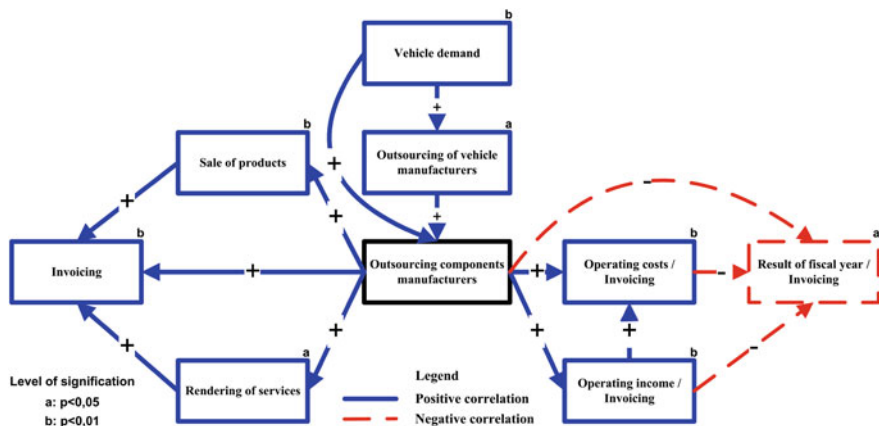 b
Vehicle demand
+
b
a
Sale of products
+
Outsourcing of vehicle
manufacturers
-
+
+
+
b
b
a
Invoicing
+
Outsourcing components
manufacturers
+
Operating costs /
Invoicing
-
Result of fiscal year /
Invoicing
+
+
+
+
-
a
b
Level of signification
a: p<0,05
b: p<0,01
Rendering of services
Legend
Positive correlation
Negative correlation
Operating income /
Invoicing